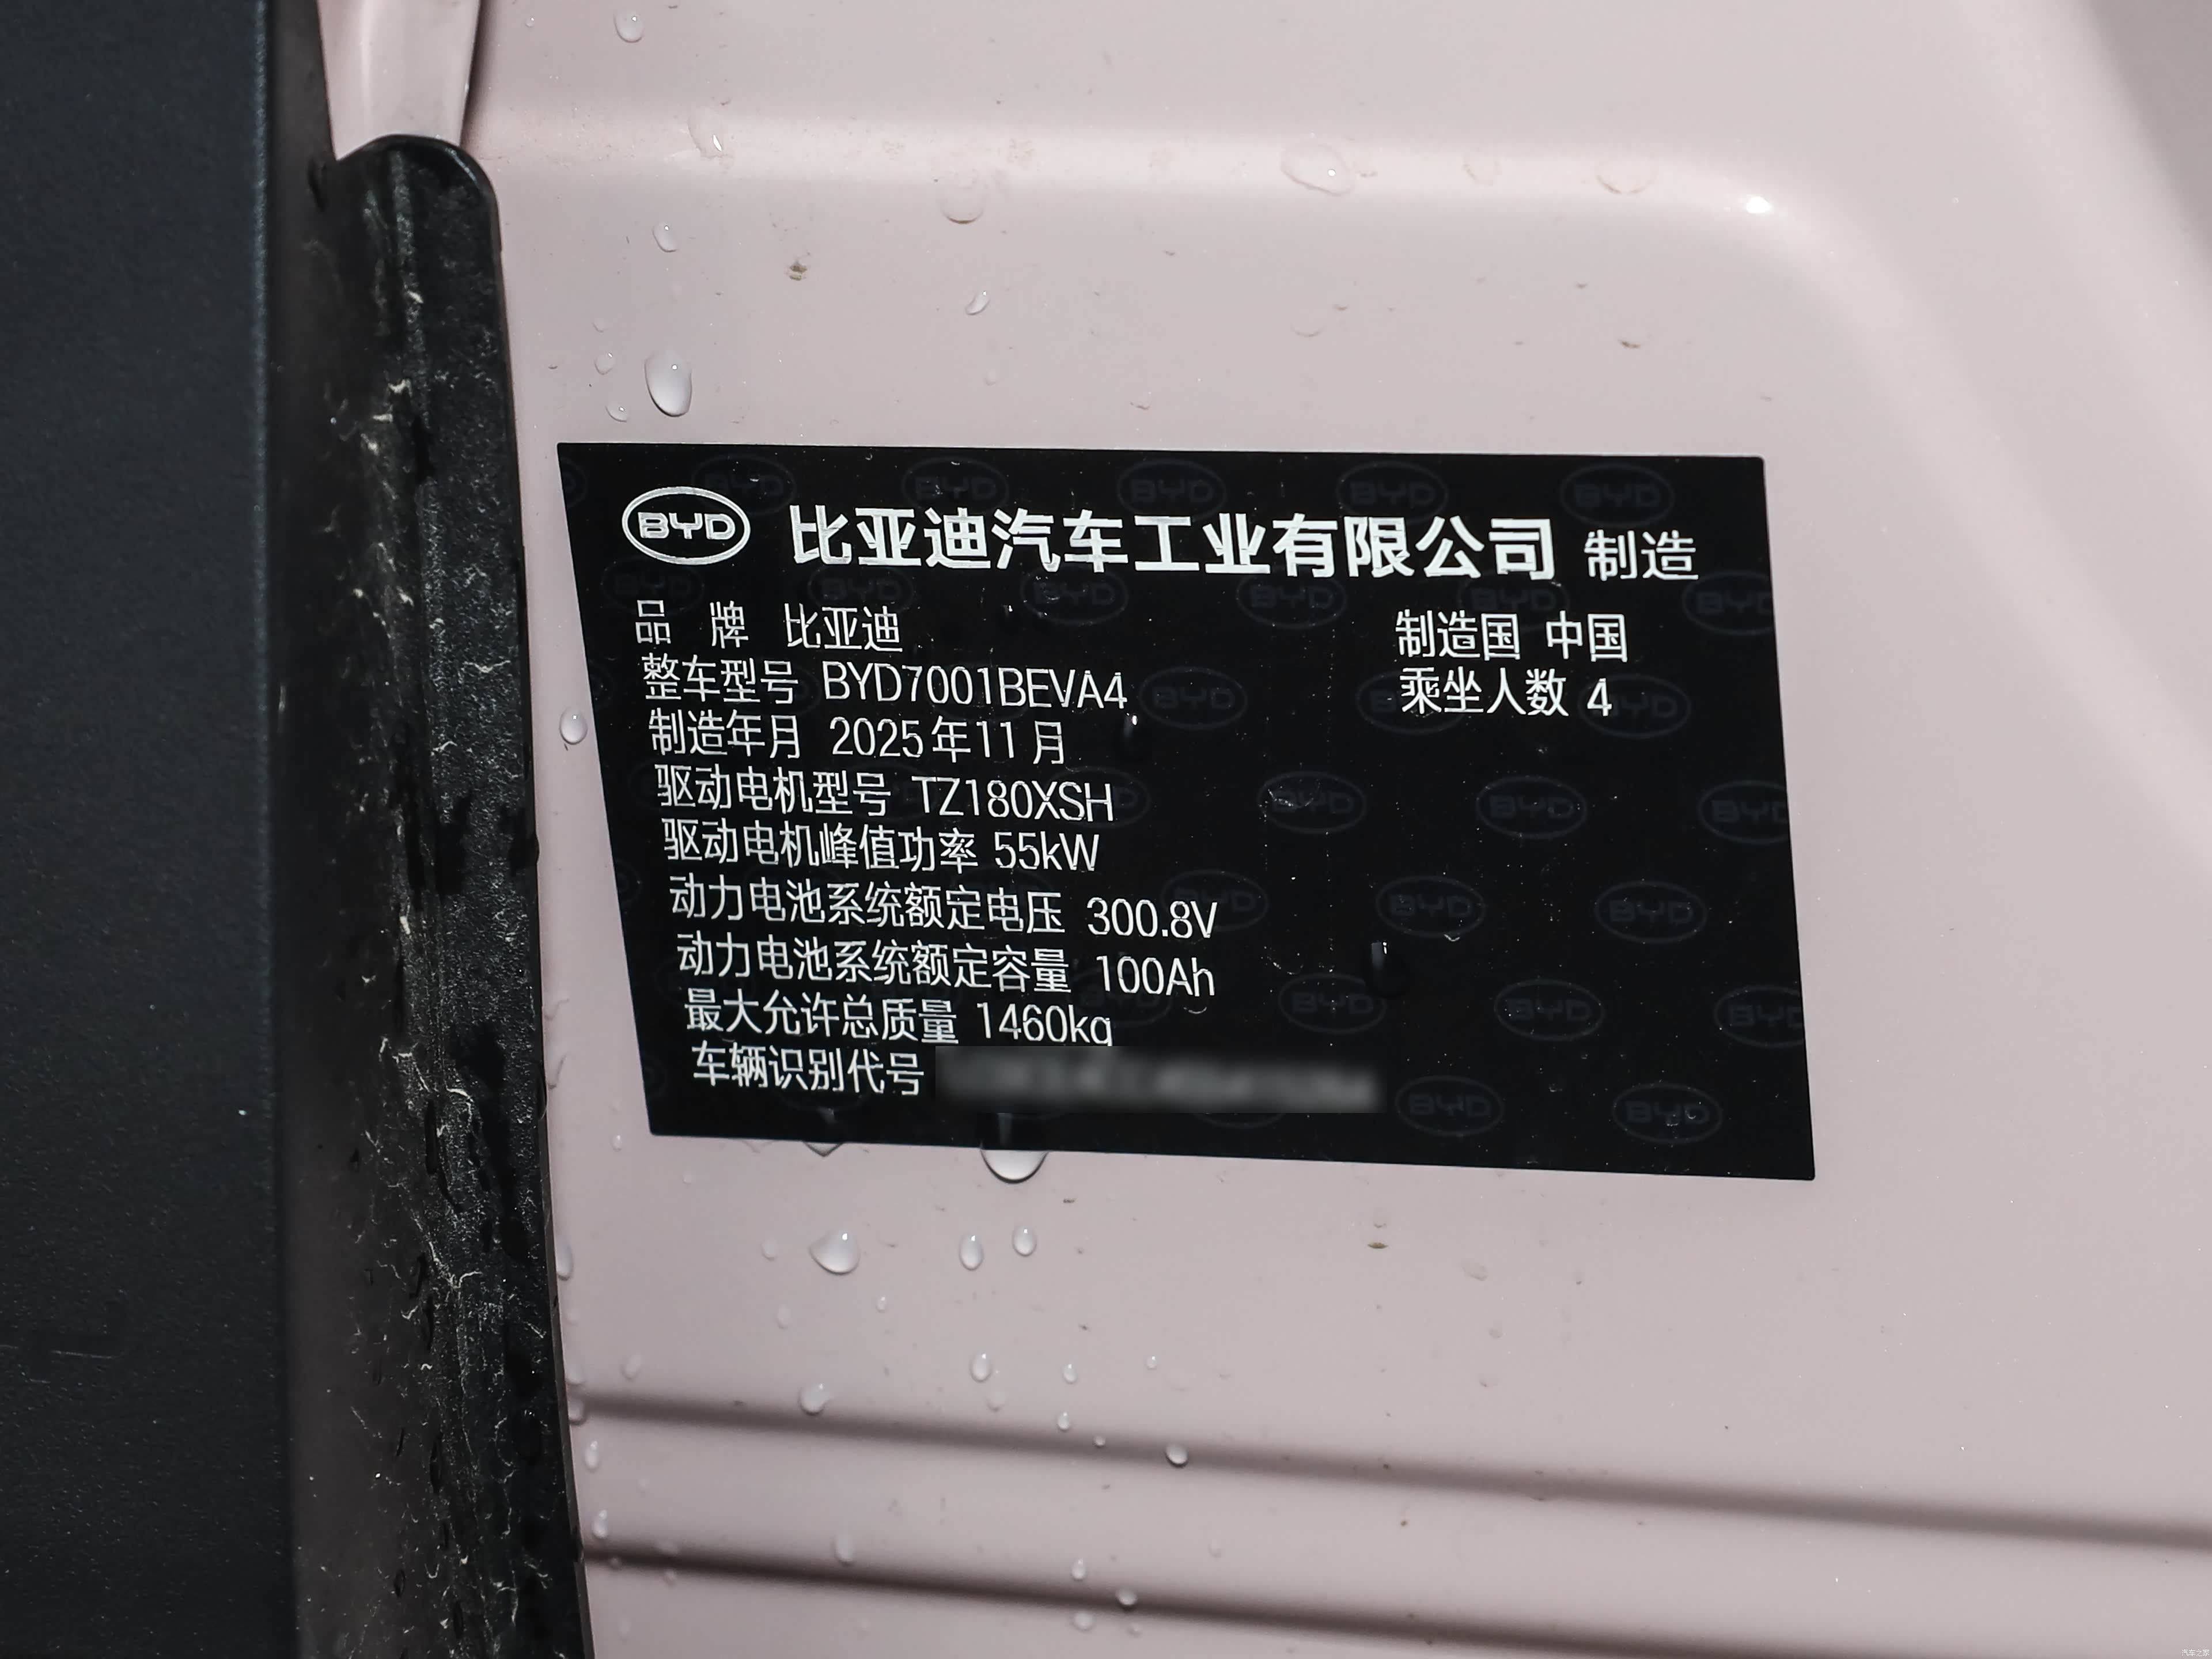 BYD 比亚迪汽车工业有限公司 制造
品 牌 比亚迪 制造国 中国
整车型号 BYD7001BEVA4 乘坐人数 4
制造年月 2025年11月
驱动电机型号 TZ180XSH
驱动电机峰值功率 55kW
动力电池系统额定电压 300.8V
动力电池系统额定容量 100Ah
最大允许总质量 1460kg
车辆识别代号
汽车之家